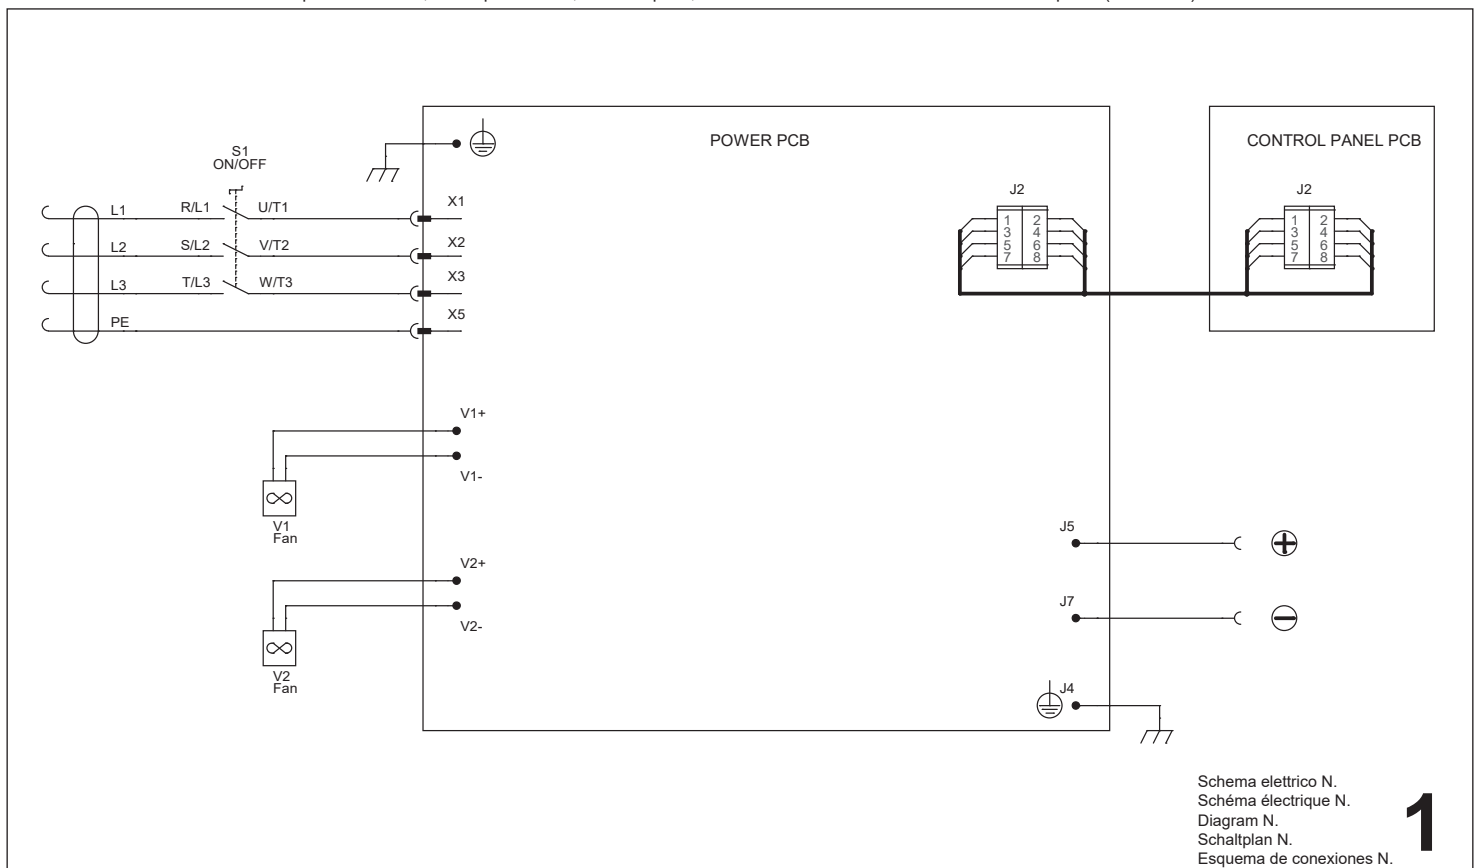 POWER PCB
CONTROL PANEL PCB
S1
ON/OFF
L1 R/L1 U/T1 X1
L2 S/L2 V/T2 X2
L3 T/L3 W/T3 X3
PE X5
J2
1 2
3 4
5 6
7 8
J2
1 2
3 4
5 6
7 8
V1+
V1-
V1
Fan
V2+
V2-
V2
Fan
J5
J7
J4
Schema elettrico N.
Schéma électrique N.
Diagram N.
Schaltplan N.
Esquema de conexiones N.
1